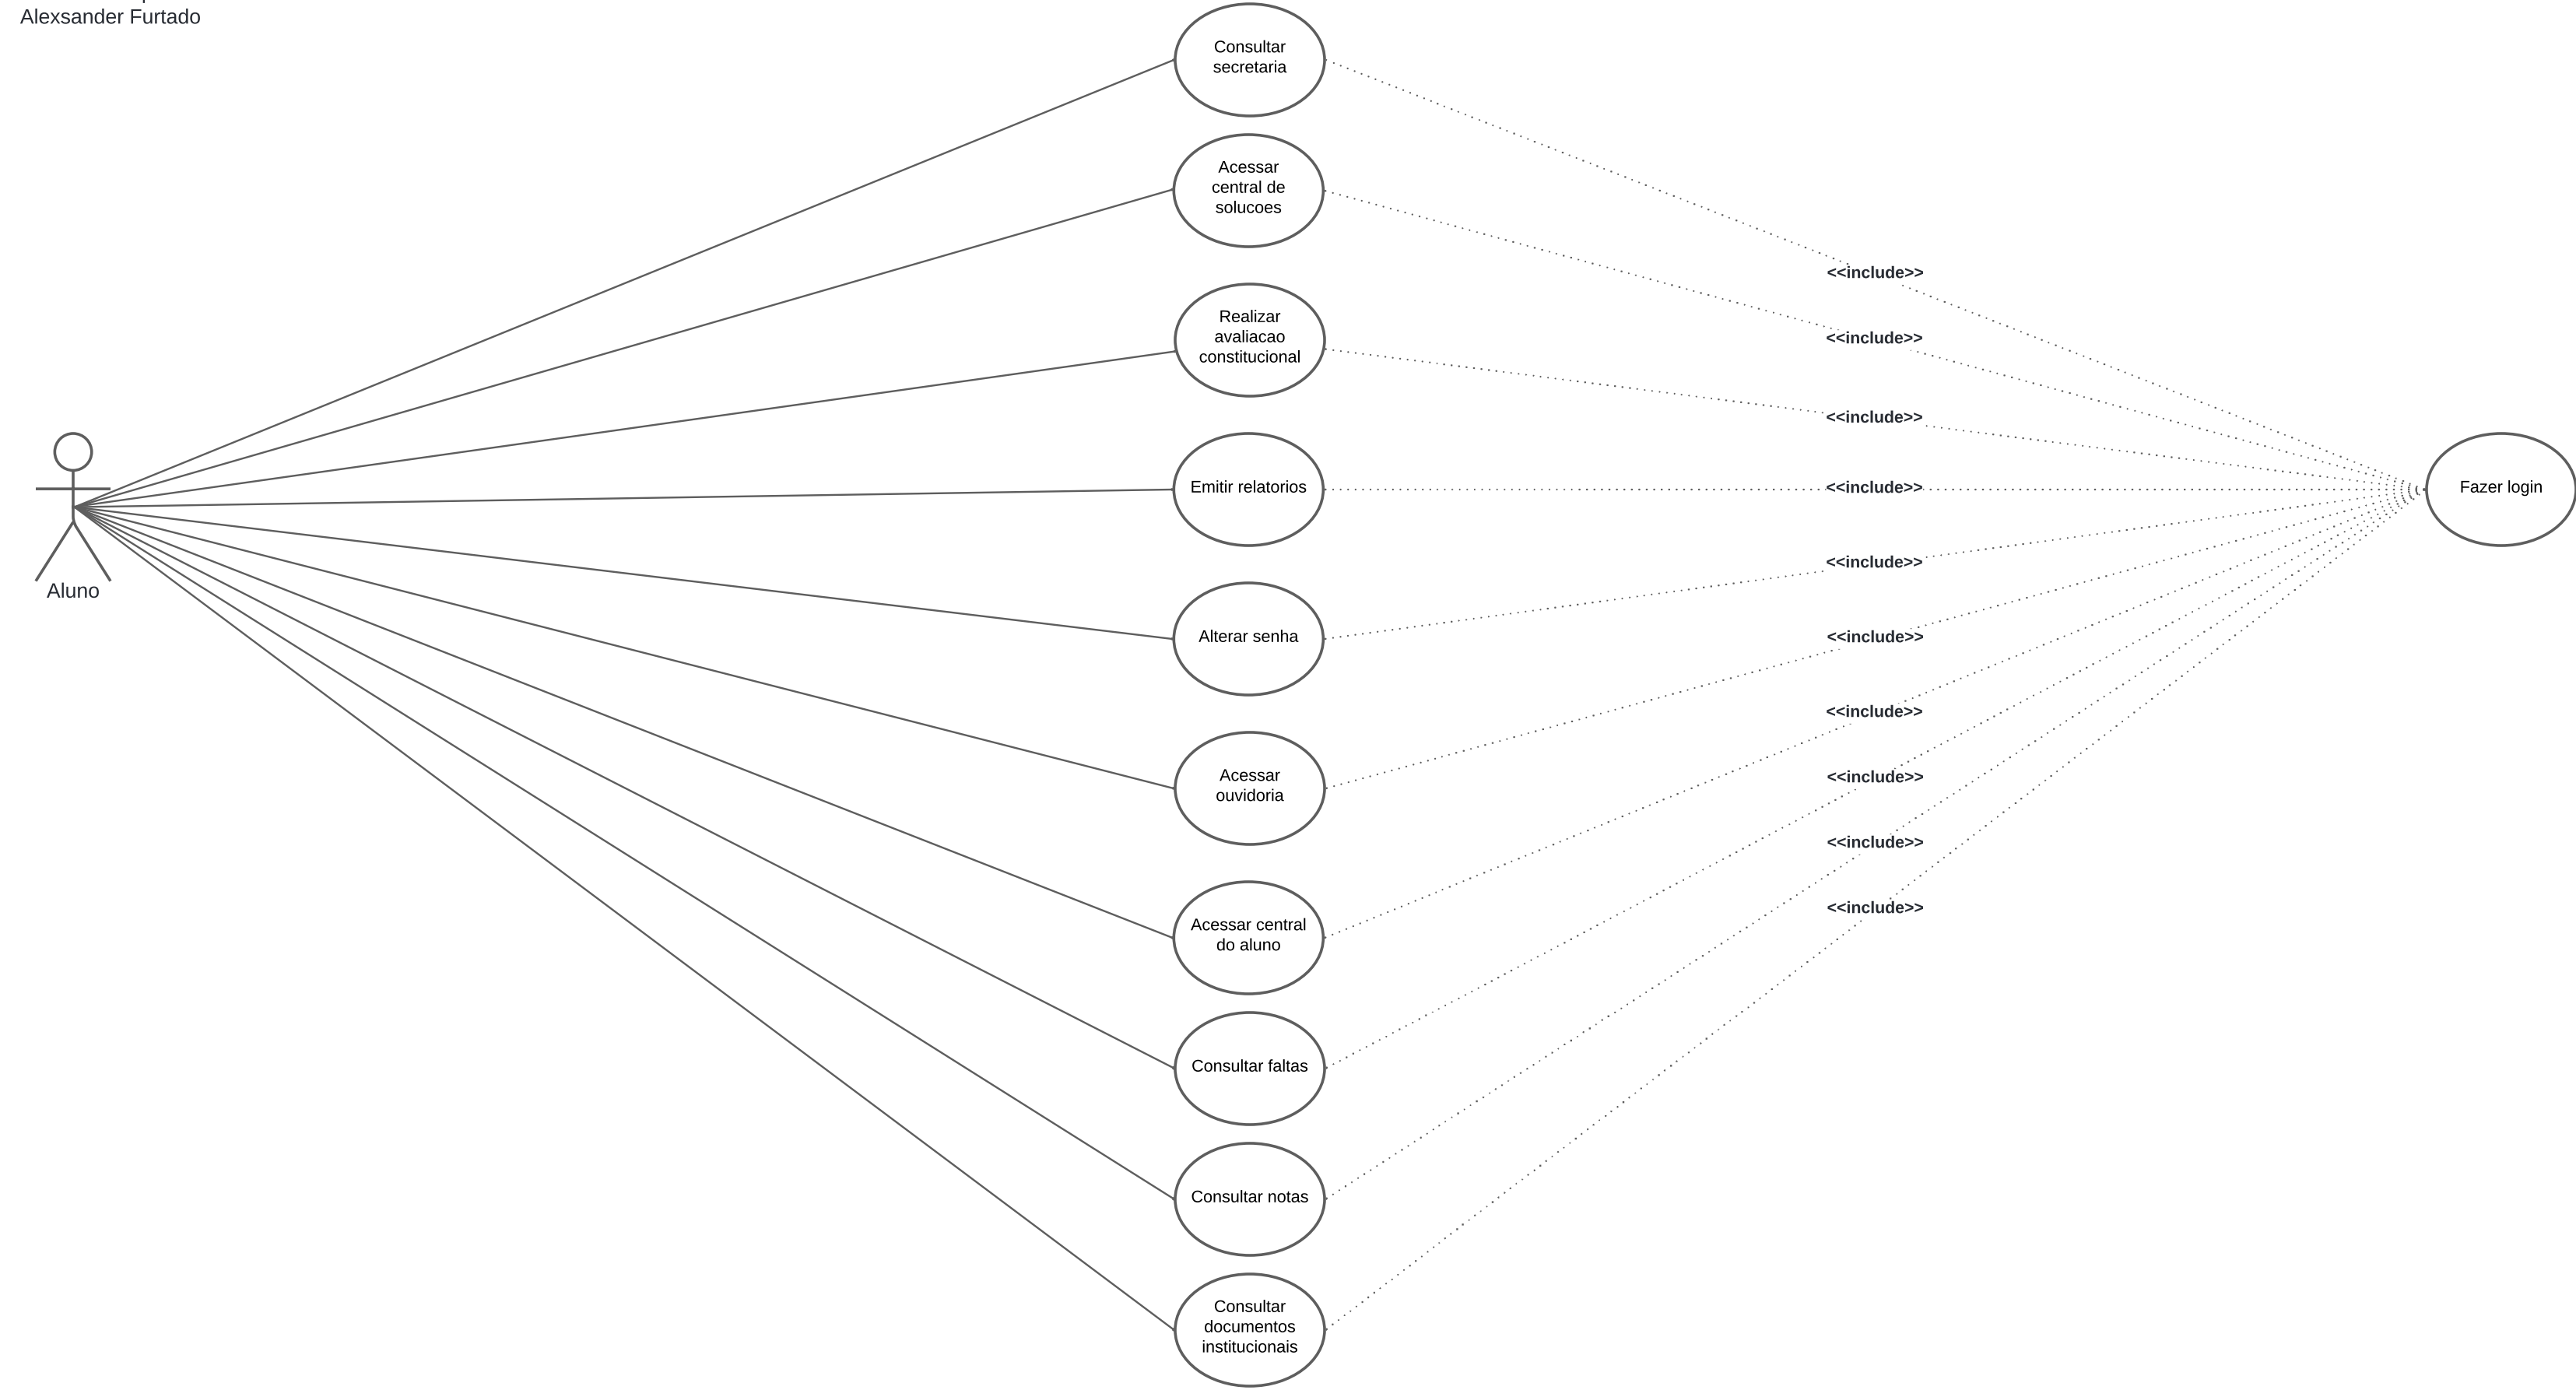 Alexsander Furtado
Consultar
secretaria
Acessar
central de
solucoes
<<include>>
<<include>>
Realizar
avaliacao
constitucional
<<include>>
Emitir relatorios
<<include>>
Fazer login
<<include>>
Aluno
Alterar senha
<<include>>
<<include>>
Acessar
ouvidoria
<<include>>
<<include>>
<<include>>
Acessar central
do aluno
Consultar faltas
Consultar notas
Consultar
documentos
institucionais